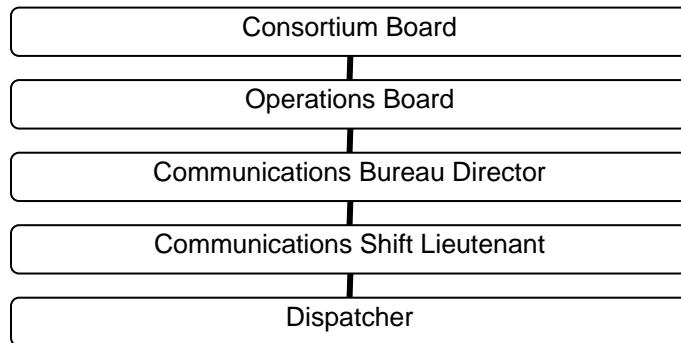 Consortium Board
Operations Board
Communications Bureau Director
Communications Shift Lieutenant
Dispatcher